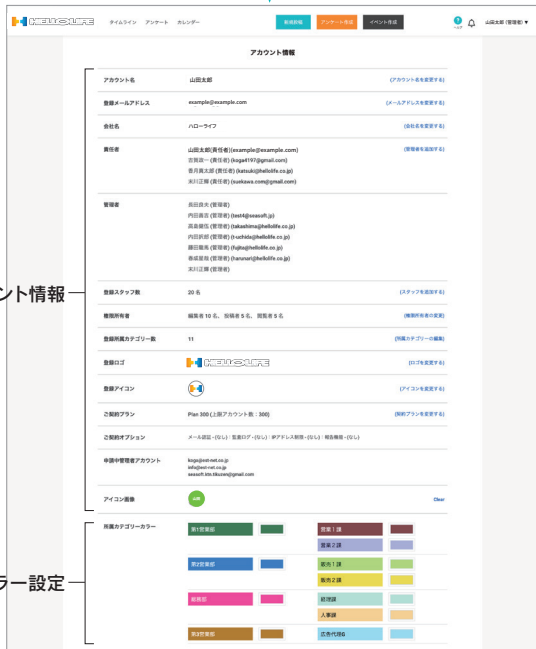 HELLO LIFE タイムライン アンケート カレンダー 新規投稿 アンケート作成 イベント作成 ? ヘルプ 山田太郎 (管理者) ▼
アカウント情報
アカウント名 山田太郎 (アカウント名を変更する)
登録メールアドレス example@example.com (メールアドレスを変更する)
会社名 ハローライフ (会社名を変更する)
責任者 山田太郎(責任者)(example@example.com) (管理者を追加する)
古賀政一 (責任者) (koga4197@gmail.com)
香月真太郎 (責任者) (katsuki@hellolife.co.jp)
末川正輝 (責任者) (suekawa.com@gmail.com)
管理者 長田良夫 (管理者)
内田善吉 (管理者) (test4@seasoft.jp)
高島健伍 (管理者) (takashima@hellolife.co.jp)
内田訓郎 (管理者) (t-uchida@hellolife.co.jp)
藤田龍馬 (管理者) (fujita@hellolife.co.jp)
春成星哉 (管理者) (harunari@hellolife.co.jp)
末川正輝 (管理者)
ント情報
登録スタッフ数 20 名 (スタッフを追加する)
権限所有者 編集者 10 名、 投稿者 5 名、 閲覧者 5 名 (権限所有者の変更)
登録所属カテゴリー数 11 (所属カテゴリーの編集)
登録ロゴ HELLO LIFE (ロゴを変更する)
登録アイコン (アイコンを変更する)
ご契約プラン Plan 300 (上限アカウント数：300) (契約プランを変更する)
ご契約オプション メール認証 - (なし)｜監査ログ - (なし)｜IPアドレス制限 - (なし)｜報告機能 - (なし)
申請中管理者アカウント koga@est-net.co.jp
info@est-net.co.jp
seasoft.ida.tikuzen@gmail.com
アイコン画像 山田 Clear
所属カテゴリーカラー 第1営業部 営業１課
営業２課
第2営業部 販売１課
ラー設定 販売２課
総務部 経理課
人事課
第3営業部 広告代理G